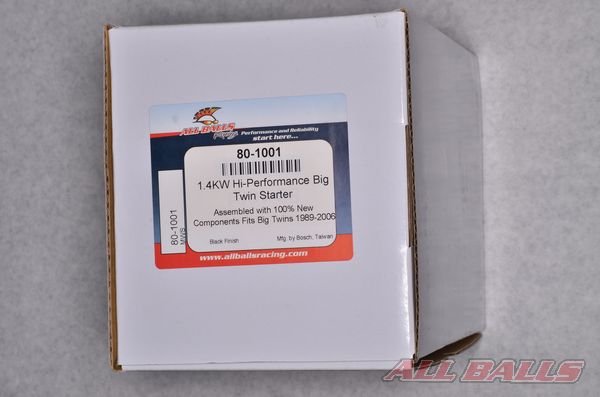 ALL BALLS
Racing
Performance and Reliability
start here...
80-1001
1.4KW Hi-Performance Big
Twin Starter
Assembled with 100% New
Components Fits Big Twins 1989-2006
Black Finish
Mfg. by Bosch, Taiwan
80-1001
MWS
www.allballsracing.com
ALL BALLS